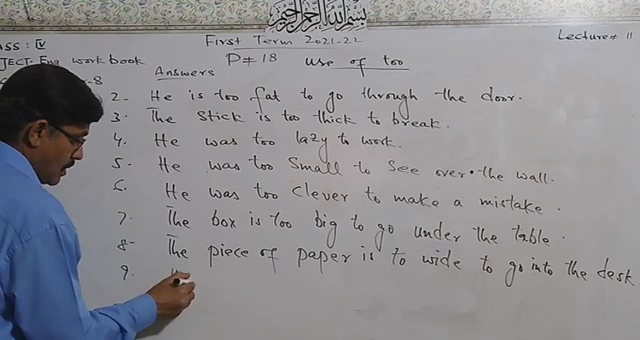 بسم الله الرحمن الرحيم
First Term 2021-22
Lecture# 11
ASS: IV
P# 18 use of too
JECT: Eng work book
-8
Answers
2- He is too fat to go through the door.
3. The Stick is too thick to break.
4. He was too lazy to work.
5- He was too Small to see over the wall.
6. He was too clever to make a mistake.
7. The box is too big to go under the table.
8- The piece of paper is to wide to go into the desk.
9.